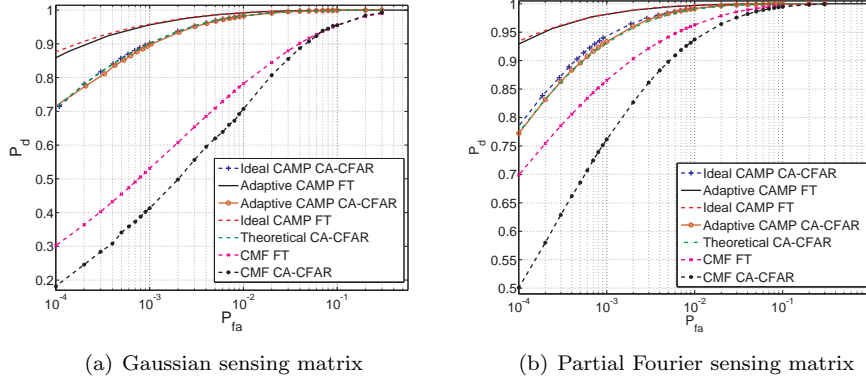 1
0.9
0.8
0.7
0.6
0.5
0.4
0.3
0.2
P_d
10^-4
10^-3
10^-2
10^-1
P_fa
Ideal CAMP CA-CFAR
Adaptive CAMP FT
Adaptive CAMP CA-CFAR
Ideal CAMP FT
Theoretical CA-CFAR
CMF FT
CMF CA-CFAR
(a) Gaussian sensing matrix
1
0.95
0.9
0.85
0.8
0.75
0.7
0.65
0.6
0.55
0.5
P_d
10^-4
10^-3
10^-2
10^-1
P_fa
Ideal CAMP CA-CFAR
Adaptive CAMP FT
Ideal CAMP FT
Adaptive CAMP CA-CFAR
Theoretical CA-CFAR
CMF FT
CMF CA-CFAR
(b) Partial Fourier sensing matrix